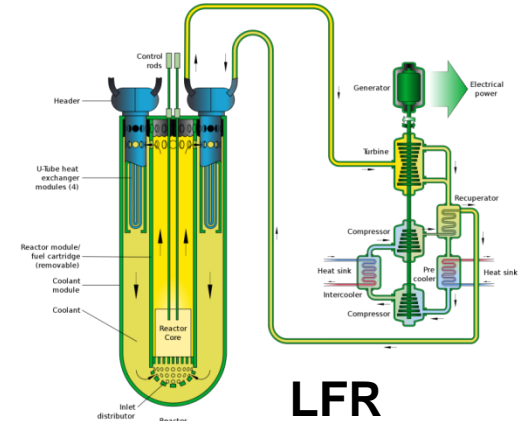 Control
rods
Header
U-Tube heat
exchanger
modules (4)
Reactor module/
fuel cartridge
(removable)
Coolant
module
Coolant
Reactor
Core
Inlet
distributor
Reactor
Generator
Electrical
power
Turbine
Recuperator
Compressor
Heat sink
Pre
cooler
Heat sink
Intercooler
Compressor
LFR